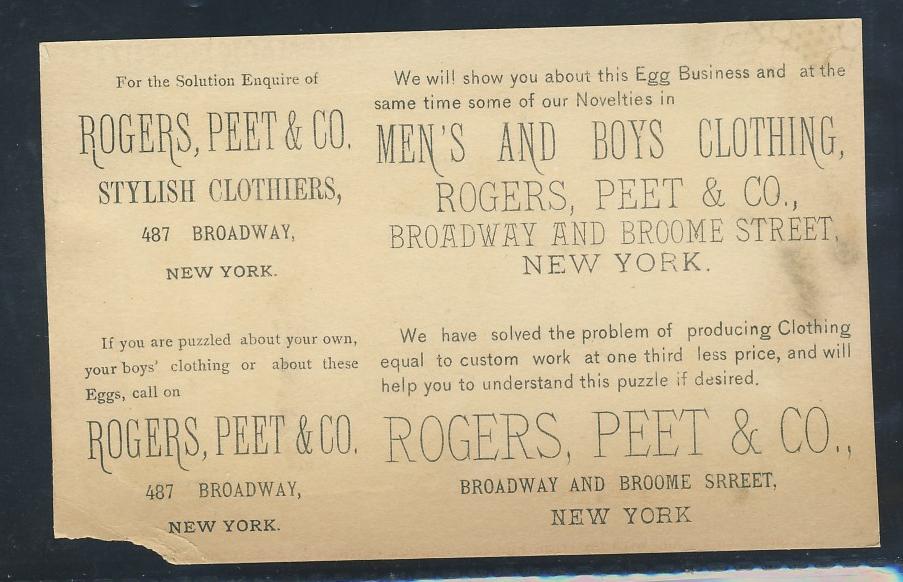 For the Solution Enquire of
ROGERS, PEET & CO.
STYLISH CLOTHIERS,
487 BROADWAY,
NEW YORK.
We will show you about this Egg Business and at the
same time some of our Novelties in
MEN'S AND BOYS CLOTHING,
ROGERS, PEET & CO.,
BROADWAY AND BROOME STREET,
NEW YORK.
If you are puzzled about your own,
your boys' clothing or about these
Eggs, call on
ROGERS, PEET & CO.
487 BROADWAY,
NEW YORK.
We have solved the problem of producing Clothing
equal to custom work at one third less price, and will
help you to understand this puzzle if desired.
ROGERS, PEET & CO.,
BROADWAY AND BROOME SRREET,
NEW YORK